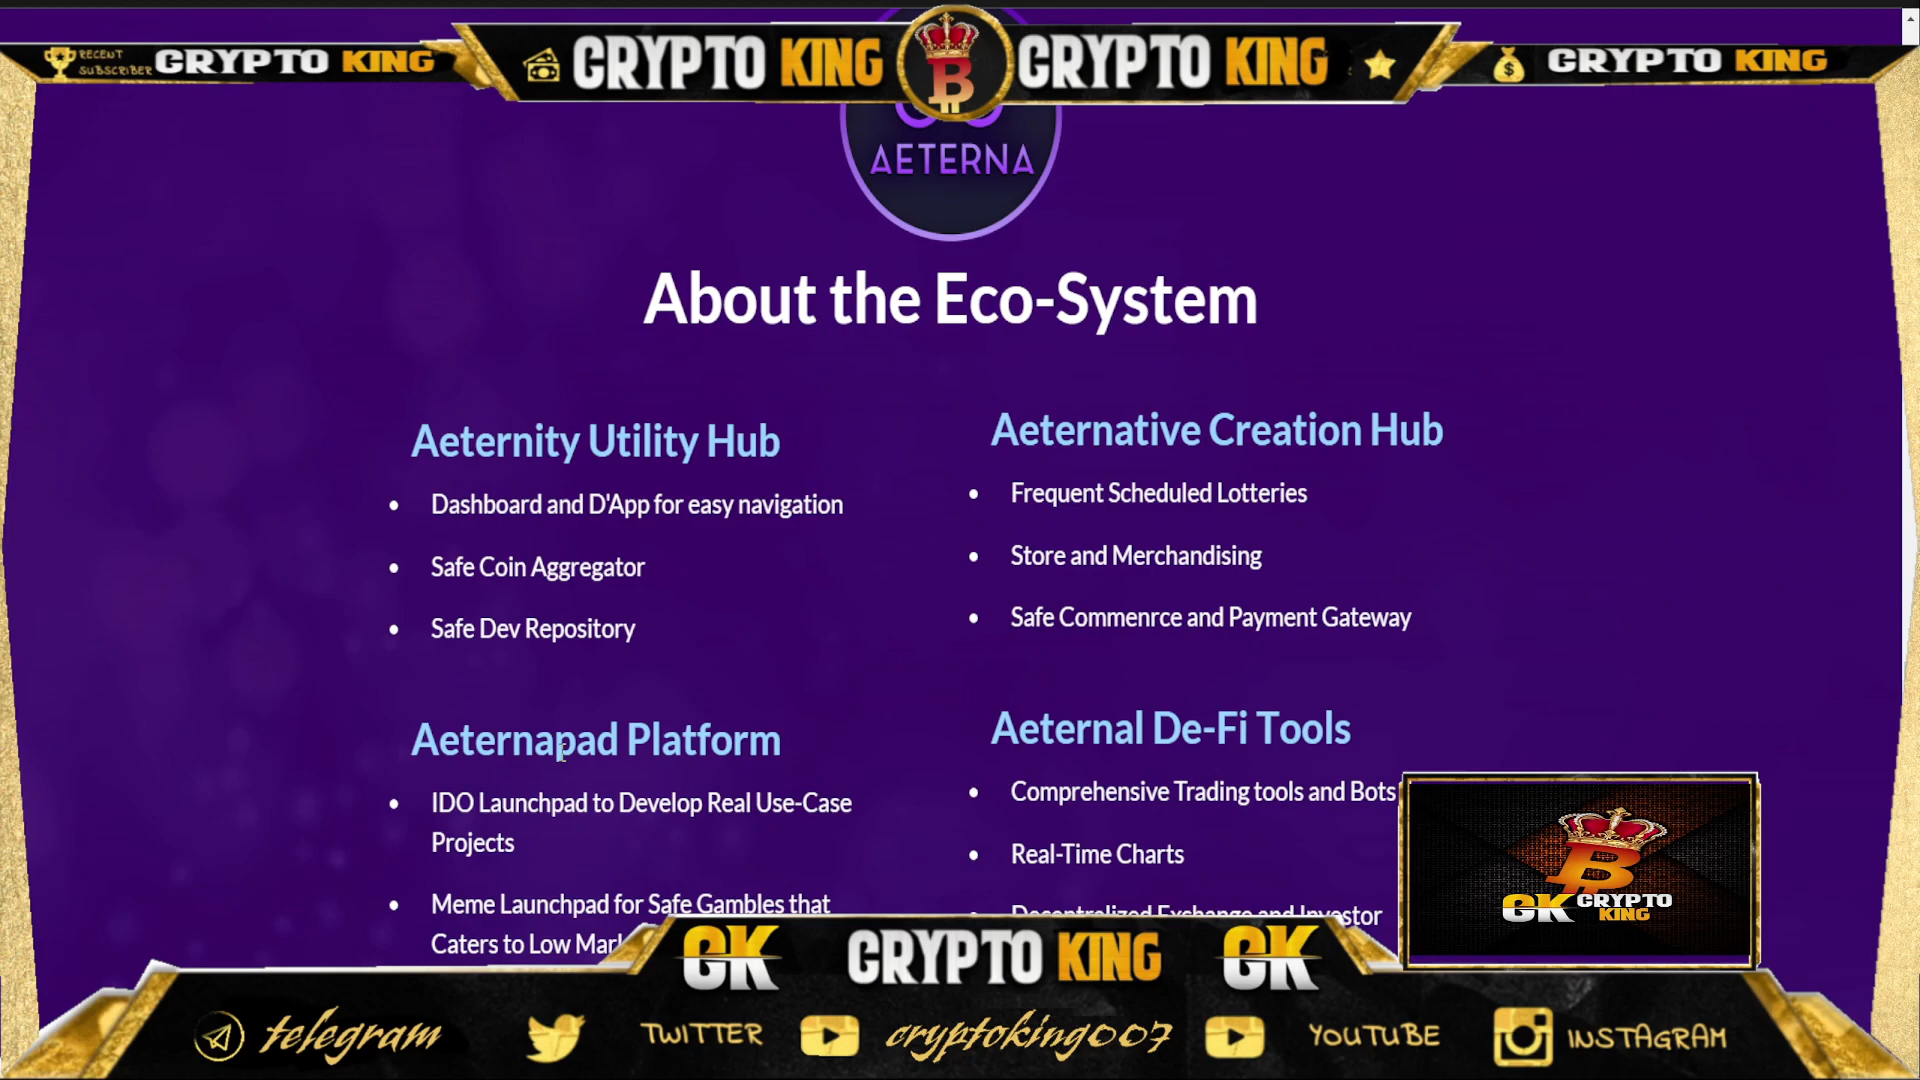 RECENT
SUBSCRIBER
CRYPTO KING
CRYPTO KING
CRYPTO KING
CRYPTO KING
AETERNA
About the Eco-System
Aeternity Utility Hub
• Dashboard and D'App for easy navigation
• Safe Coin Aggregator
• Safe Dev Repository
Aeternative Creation Hub
• Frequent Scheduled Lotteries
• Store and Merchandising
• Safe Commenrce and Payment Gateway
Aeternapad Platform
• IDO Launchpad to Develop Real Use-Case
Projects
• Meme Launchpad for Safe Gambles that
Caters to Low
Aeternal De-Fi Tools
• Comprehensive Trading tools and Bots
• Real-Time Charts
• Decentralized Exchange and Investor
CK CRYPTO
KING
CK CRYPTO KING CK
telegram TWITTER cryptoking007 YOUTUBE INSTAGRAM